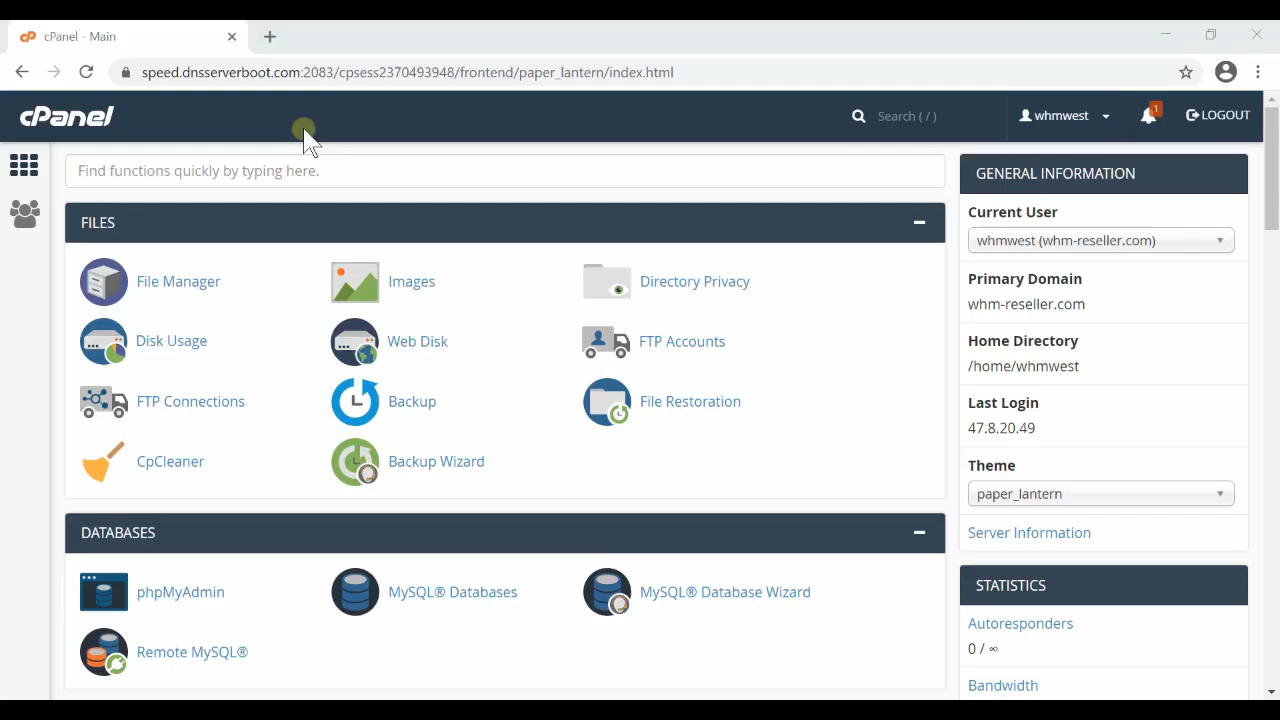 cPanel - Main
speed.dnsserverboot.com:2083/cpsess2370493948/frontend/paper_lantern/index.html
cPanel
Search ( / )
whmwest
1
LOGOUT
Find functions quickly by typing here.
FILES
File Manager
Images
Directory Privacy
Disk Usage
Web Disk
FTP Accounts
FTP Connections
Backup
File Restoration
CpCleaner
Backup Wizard
DATABASES
phpMyAdmin
MySQL® Databases
MySQL® Database Wizard
Remote MySQL®
GENERAL INFORMATION
Current User
whmwest (whm-reseller.com)
Primary Domain
whm-reseller.com
Home Directory
/home/whmwest
Last Login
47.8.20.49
Theme
paper_lantern
Server Information
STATISTICS
Autoresponders
0 / ∞
Bandwidth